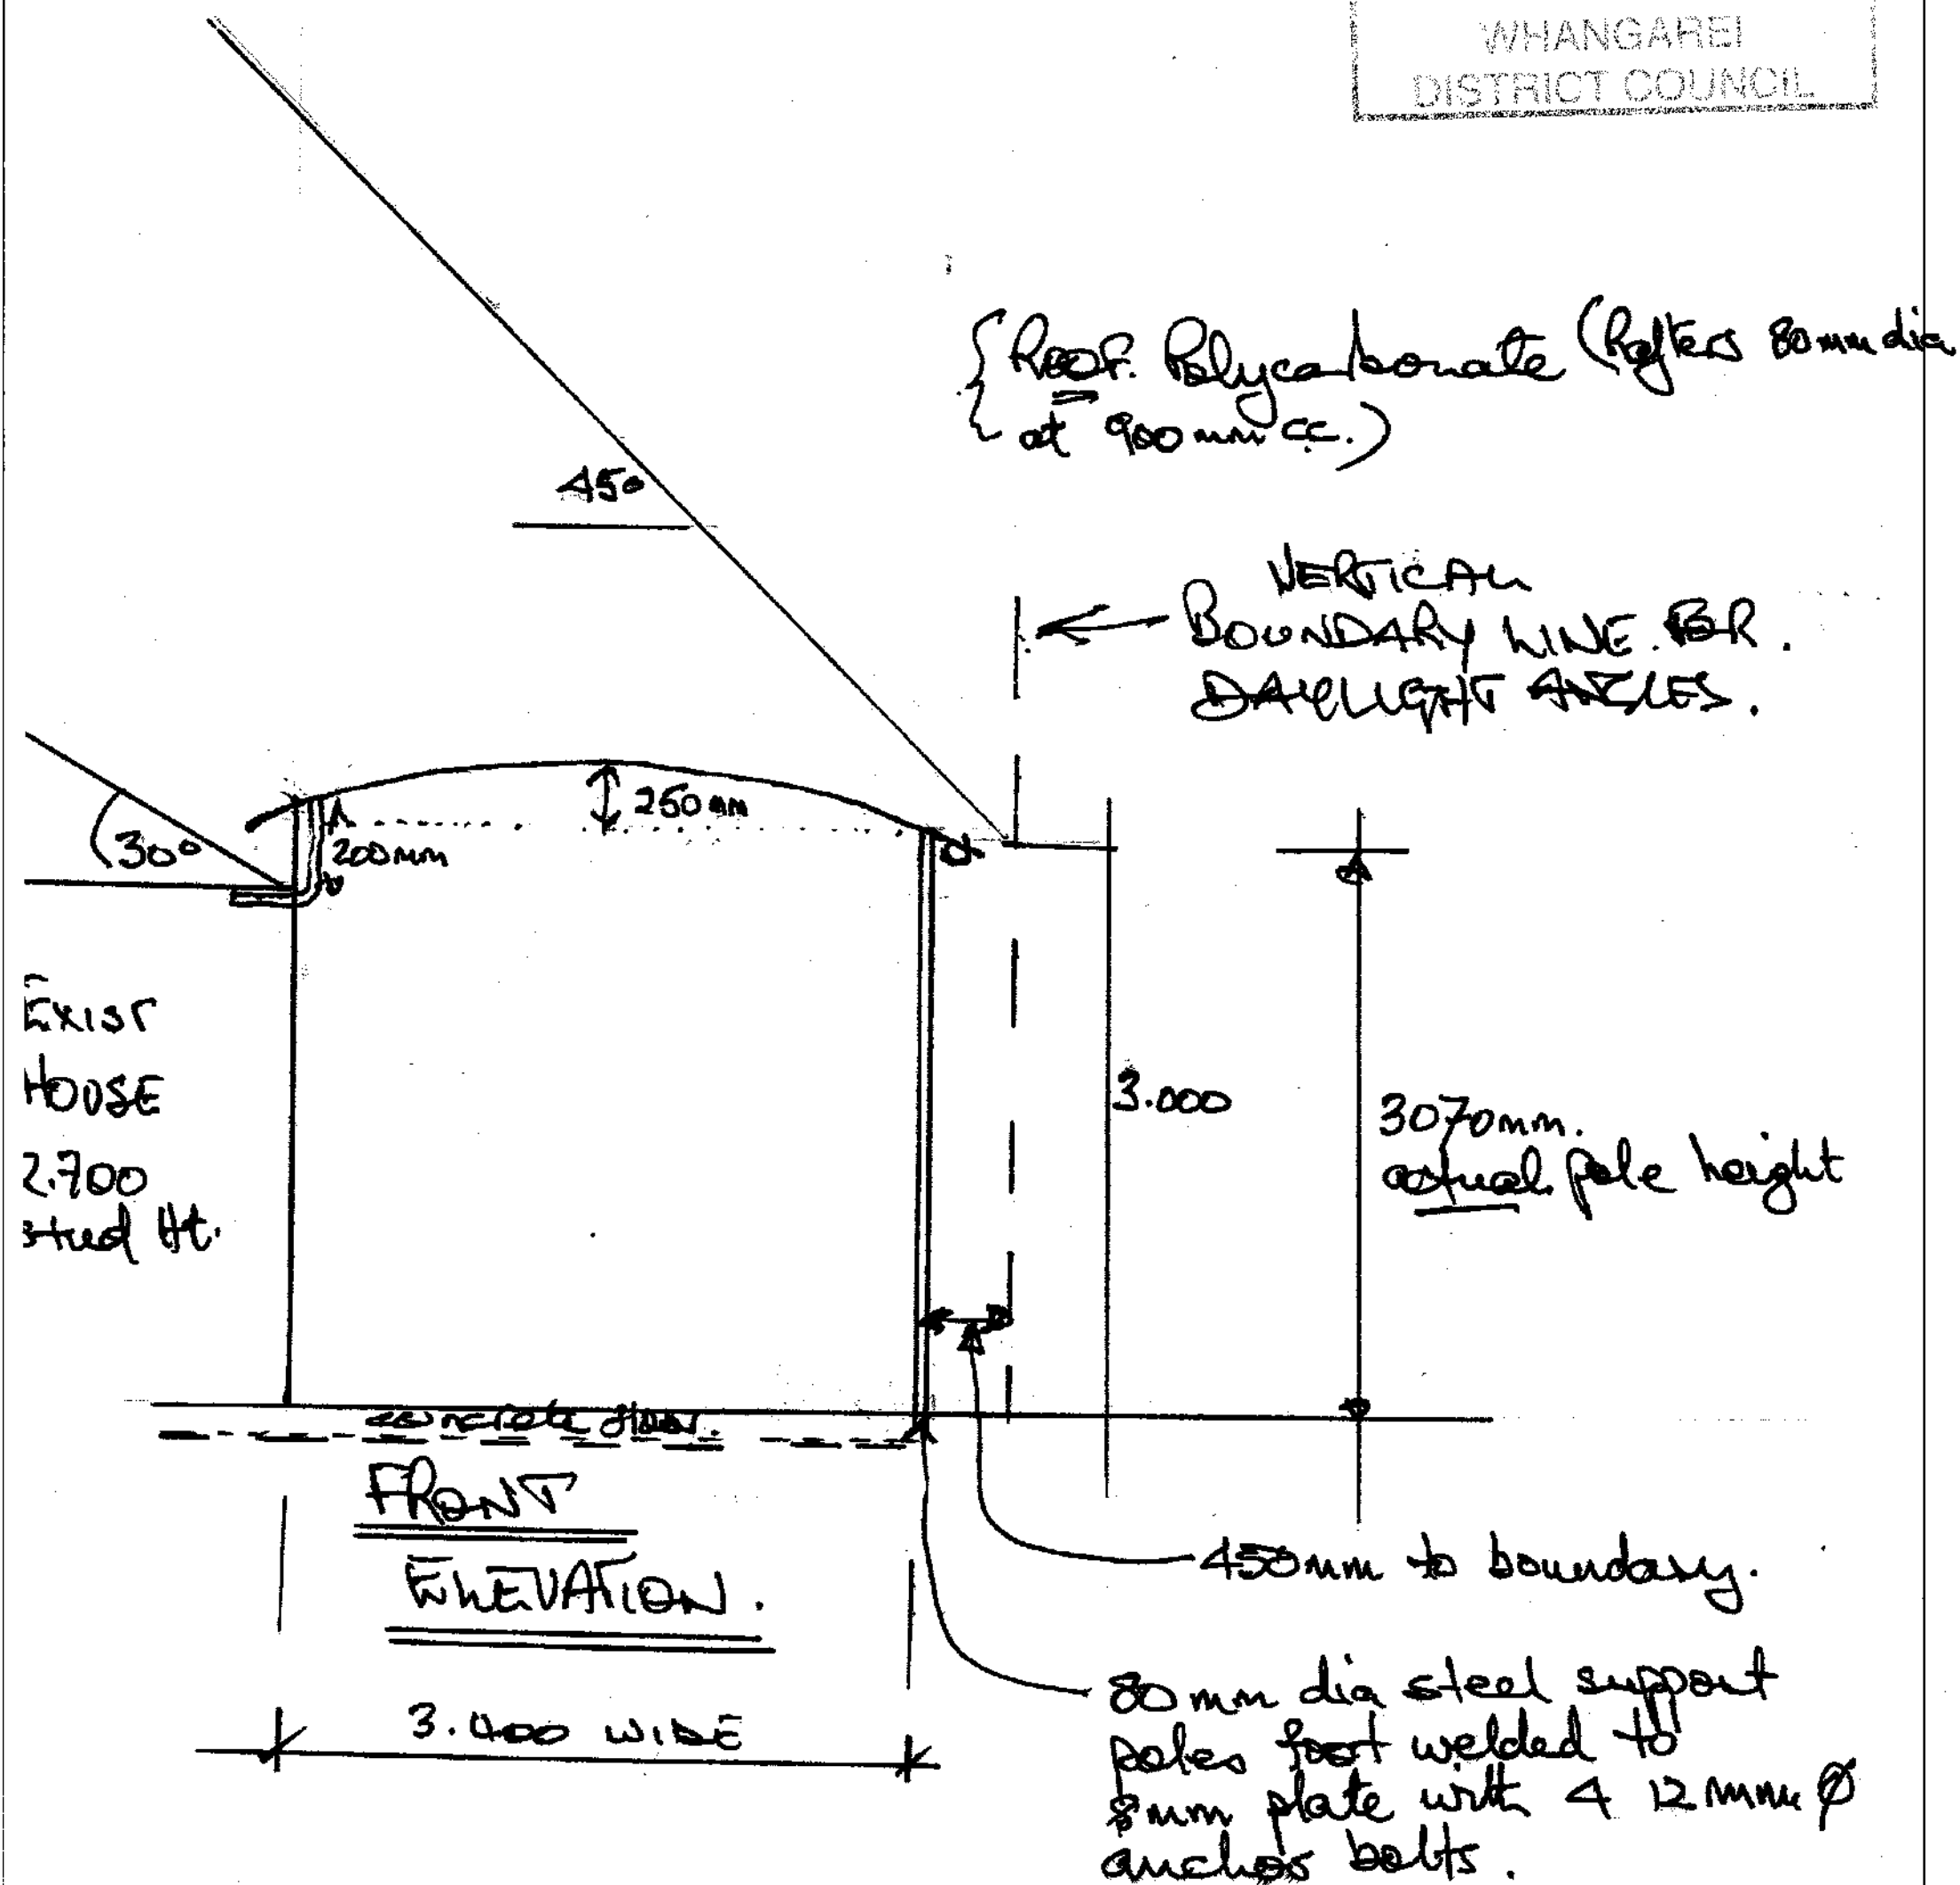 WHANGAREI
DISTRICT COUNCIL
{ ROOF. Polycarbonate (Rafters 80mm dia
at 900mm cc.)
45°
VERTICAL
BOUNDARY LINE. FOR.
DAYLIGHT ANGLES.
250mm
30°
200mm
EXIST
HOUSE
2.700
stud Ht.
3.000
3070mm.
actual pole height
concrete floor.
FRONT
ELEVATION.
450mm to boundary.
3.400 WIDE
80mm dia steel support
poles foot welded to
8mm plate with 4 12mm Ø
anchor bolts.